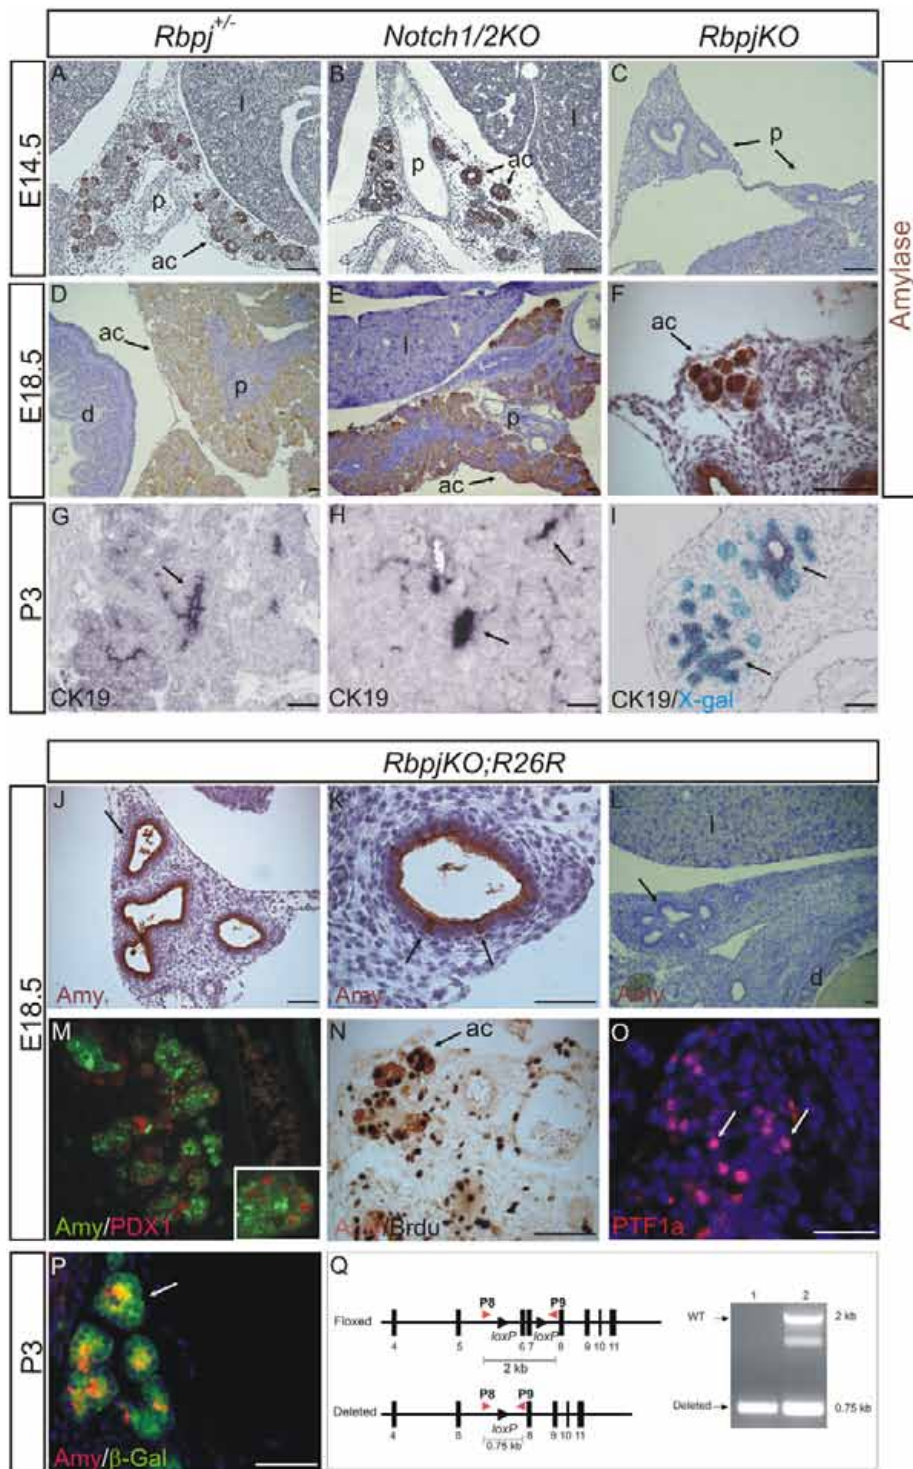 Rbpj+/- Notch1/2KO RbpjKO
E14.5
A
l
p
ac
B
l
p
ac
C
p
Amylase
E18.5
D
ac
d
p
E
l
p
ac
F
ac
P3
G
CK19
H
CK19
I
CK19/X-gal
RbpjKO;R26R
E18.5
J
Amy
K
Amy
L
l
d
Amy
M
Amy/PDX1
N
ac
Amy/Brdu
O
PTF1a
P3
P
Amy/β-Gal
Q
P8 P9
Floxed
loxP loxP
4 5 6 7 8 9 10 11
2 kb
P8 P9
Deleted
loxP
4 5 8 9 10 11
0.75 kb
1 2
WT 2 kb
Deleted 0.75 kb